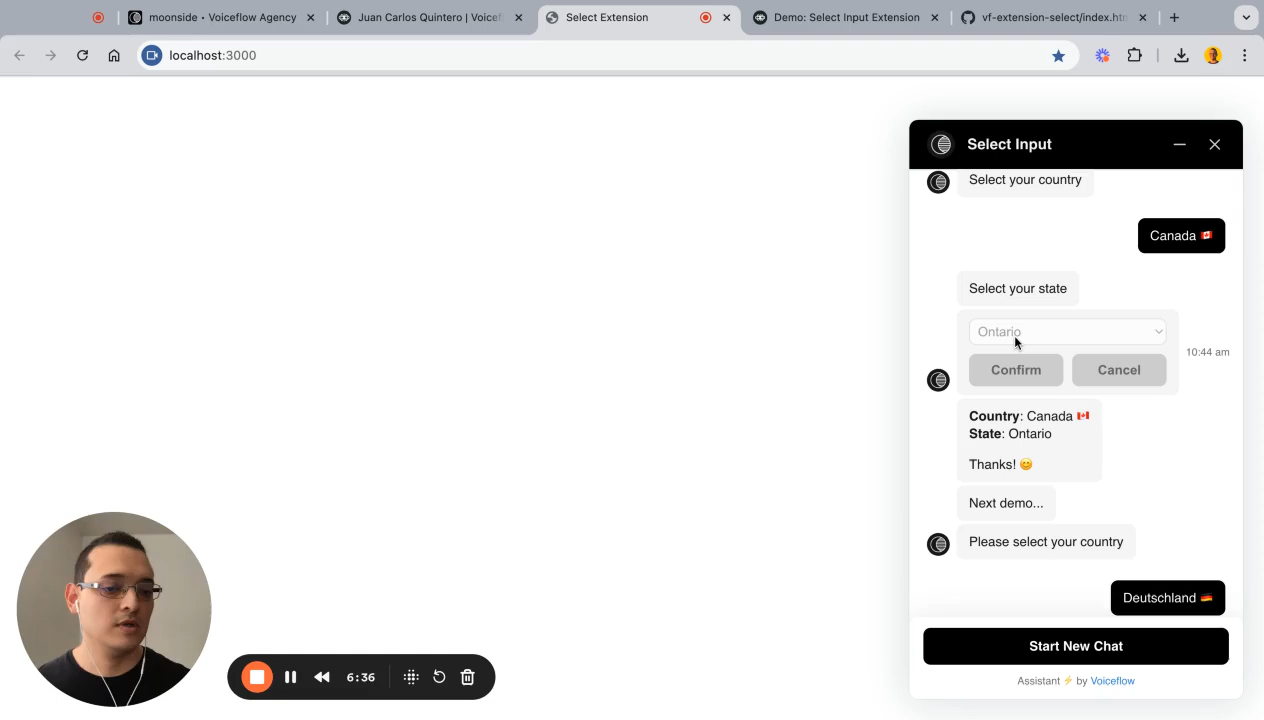 moonside • Voiceflow Agency
Juan Carlos Quintero | Voicef
Select Extension
Demo: Select Input Extension
vf-extension-select/index.htm
localhost:3000
Select Input
Select your country
Canada 🇨🇦
Select your state
Ontario
10:44 am
Confirm
Cancel
Country: Canada 🇨🇦
State: Ontario
Thanks! 😊
Next demo...
Please select your country
Deutschland 🇩🇪
Start New Chat
Assistant ⚡ by Voiceflow
6:36